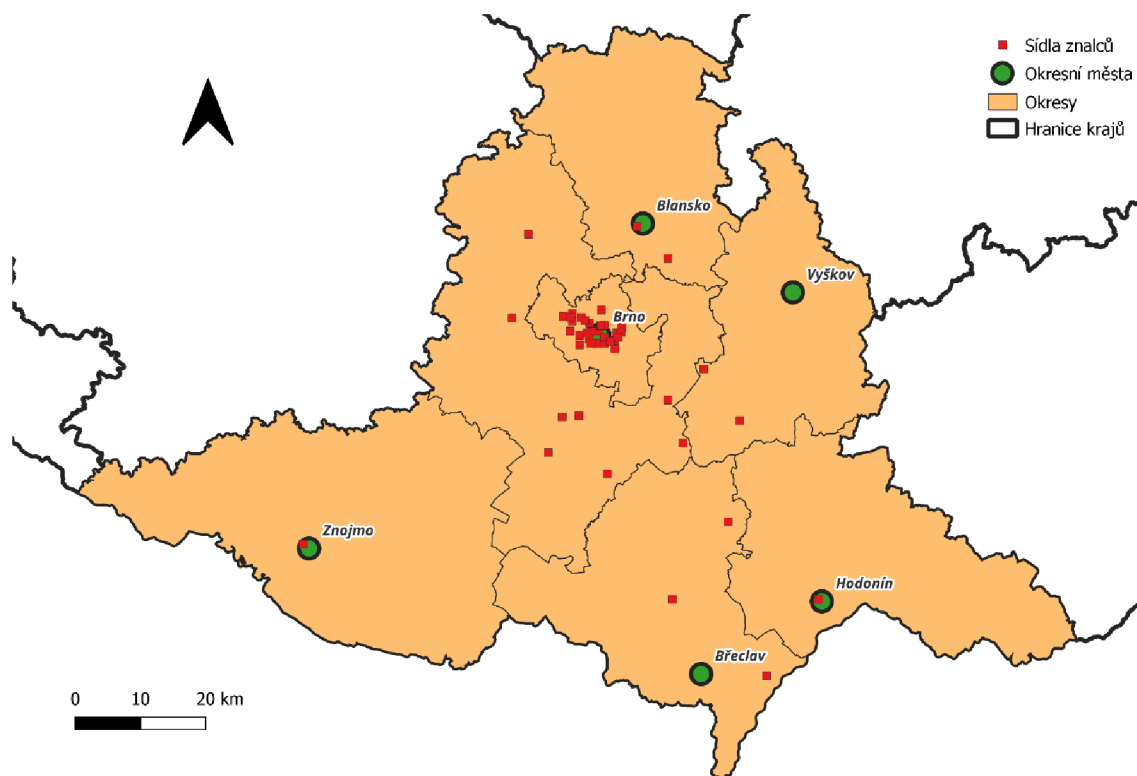 Sídla znalců
Okresní města
Okresy
Hranice krajů
Blansko
Vyškov
Brno
Znojmo
Hodonín
Břeclav
0 10 20 km